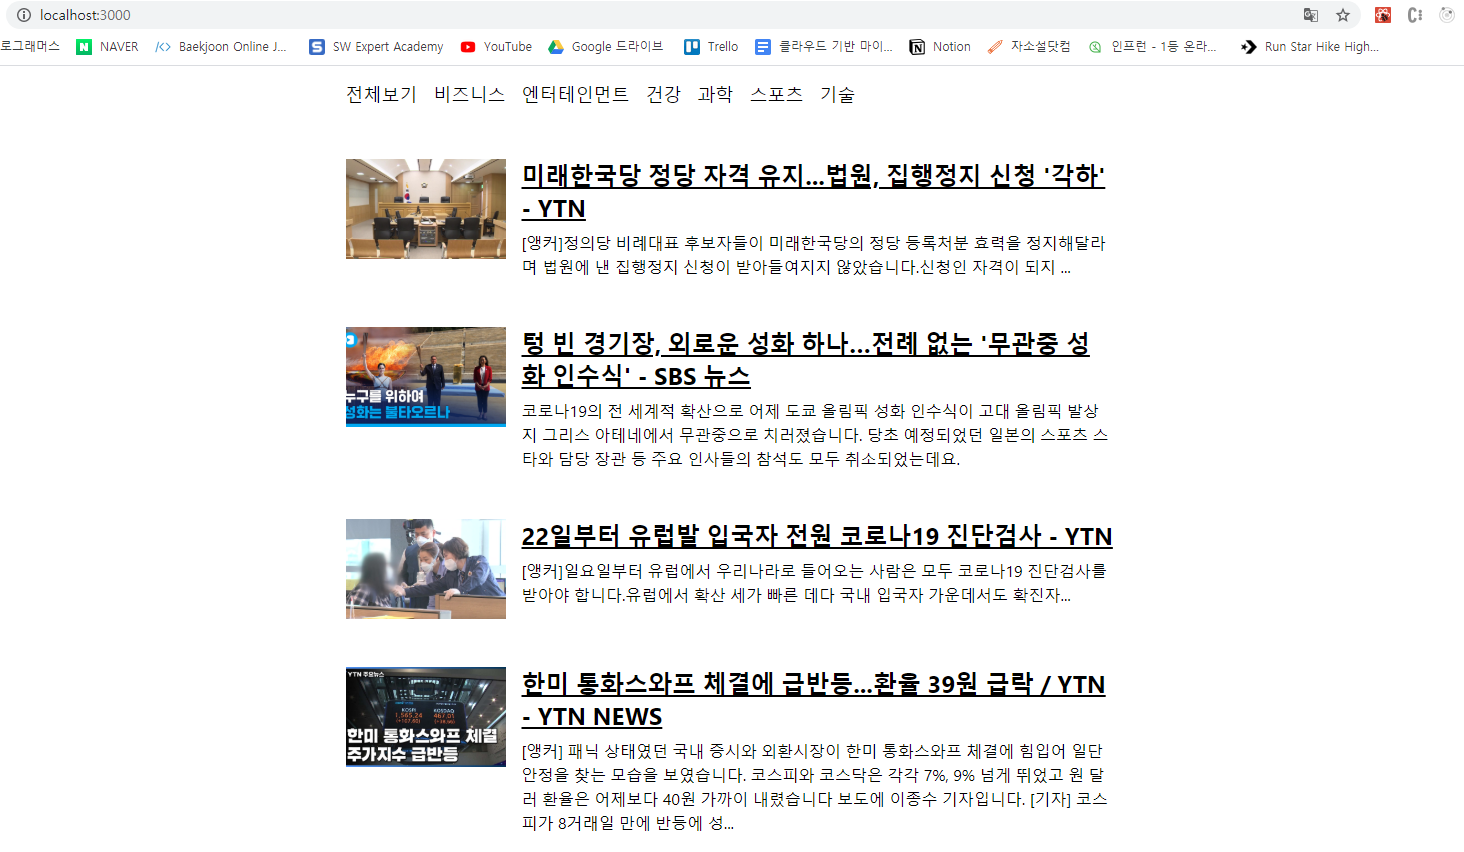 localhost:3000
로그래머스 NAVER Baekjoon Online J... SW Expert Academy YouTube Google 드라이브 Trello 클라우드 기반 마이... Notion 자소설닷컴 인프런 - 1등 온라... Run Star Hike High...
전체보기 비즈니스 엔터테인먼트 건강 과학 스포츠 기술
미래한국당 정당 자격 유지...법원, 집행정지 신청 '각하'
- YTN
[앵커]정의당 비례대표 후보자들이 미래한국당의 정당 등록처분 효력을 정지해달라
며 법원에 낸 집행정지 신청이 받아들여지지 않았습니다.신청인 자격이 되지 ...
누구를 위하여
성화는 불타오르나
텅 빈 경기장, 외로운 성화 하나...전례 없는 '무관중 성
화 인수식' - SBS 뉴스
코로나19의 전 세계적 확산으로 어제 도쿄 올림픽 성화 인수식이 고대 올림픽 발상
지 그리스 아테네에서 무관중으로 치러졌습니다. 당초 예정되었던 일본의 스포츠 스
타와 담당 장관 등 주요 인사들의 참석도 모두 취소되었는데요.
22일부터 유럽발 입국자 전원 코로나19 진단검사 - YTN
[앵커]일요일부터 유럽에서 우리나라로 들어오는 사람은 모두 코로나19 진단검사를
받아야 합니다.유럽에서 확산 세가 빠른 데다 국내 입국자 가운데서도 확진자...
YTN 주요뉴스
KOSPI KOSDAQ
1,565.24 467.01
한미 통화스와프 체결
주가지수 급반등
한미 통화스와프 체결에 급반등...환율 39원 급락 / YTN
- YTN NEWS
[앵커] 패닉 상태였던 국내 증시와 외환시장이 한미 통화스와프 체결에 힘입어 일단
안정을 찾는 모습을 보였습니다. 코스피와 코스닥은 각각 7%, 9% 넘게 뛰었고 원 달
러 환율은 어제보다 40원 가까이 내렸습니다 보도에 이종수 기자입니다. [기자] 코스
피가 8거래일 만에 반등에 성...